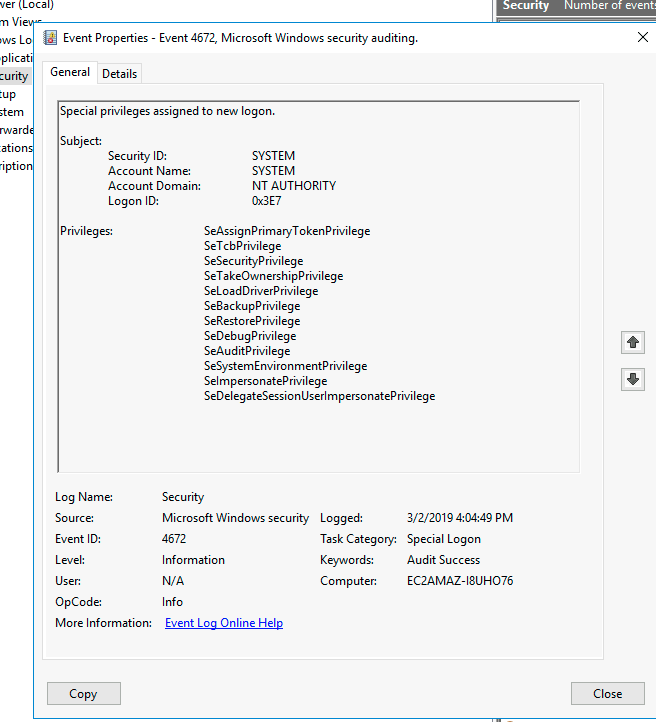 ver (Local)
Security Number of events
m Views
ows Lo
Event Properties - Event 4672, Microsoft Windows security auditing.
plicati
General Details
curity
tup
Special privileges assigned to new logon.
stem
rwarde
Subject:
cations
Security ID: SYSTEM
ription
Account Name: SYSTEM
Account Domain: NT AUTHORITY
Logon ID: 0x3E7
Privileges: SeAssignPrimaryTokenPrivilege
SeTcbPrivilege
SeSecurityPrivilege
SeTakeOwnershipPrivilege
SeLoadDriverPrivilege
SeBackupPrivilege
SeRestorePrivilege
SeDebugPrivilege
SeAuditPrivilege
SeSystemEnvironmentPrivilege
SeImpersonatePrivilege
SeDelegateSessionUserImpersonatePrivilege
Log Name: Security
Source: Microsoft Windows security Logged: 3/2/2019 4:04:49 PM
Event ID: 4672 Task Category: Special Logon
Level: Information Keywords: Audit Success
User: N/A Computer: EC2AMAZ-I8UHO76
OpCode: Info
More Information: Event Log Online Help
Copy Close